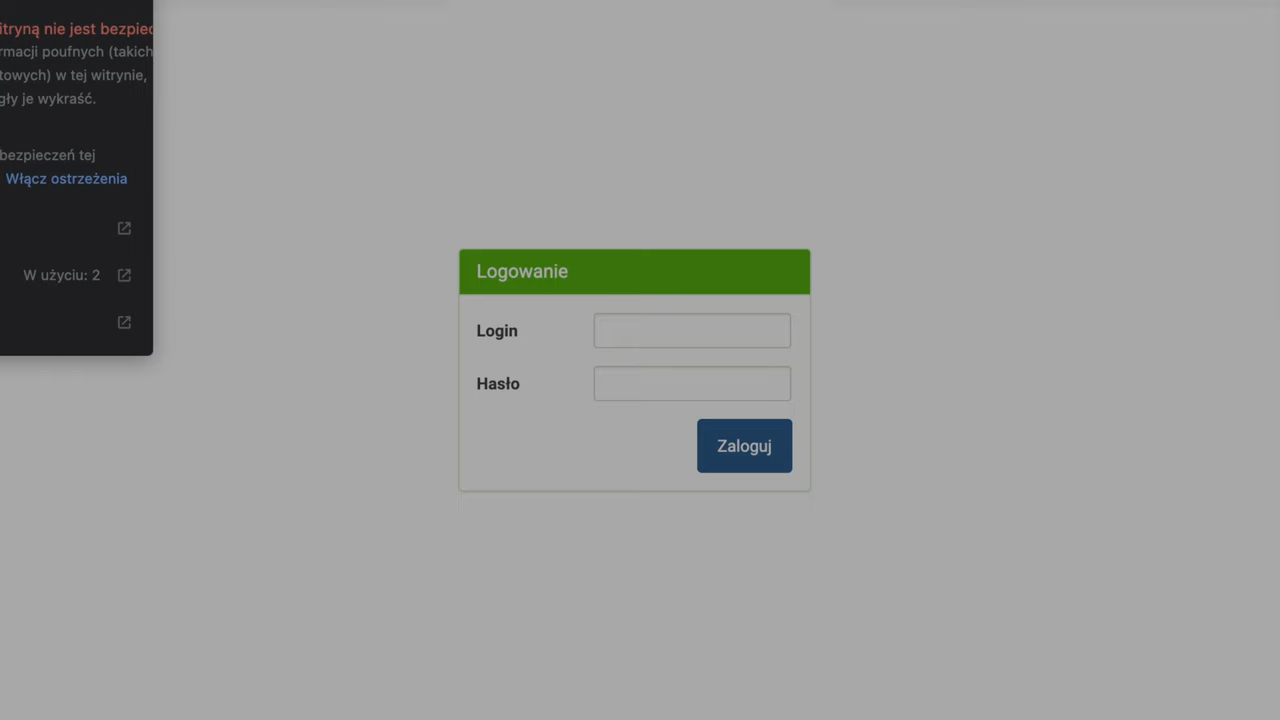 itryną nie jest bezpiec
rmacji poufnych (takich
towych) w tej witrynie,
gły je wykraść.
bezpieczeń tej
Włącz ostrzeżenia
W użyciu: 2
Logowanie
Login
Hasło
Zaloguj